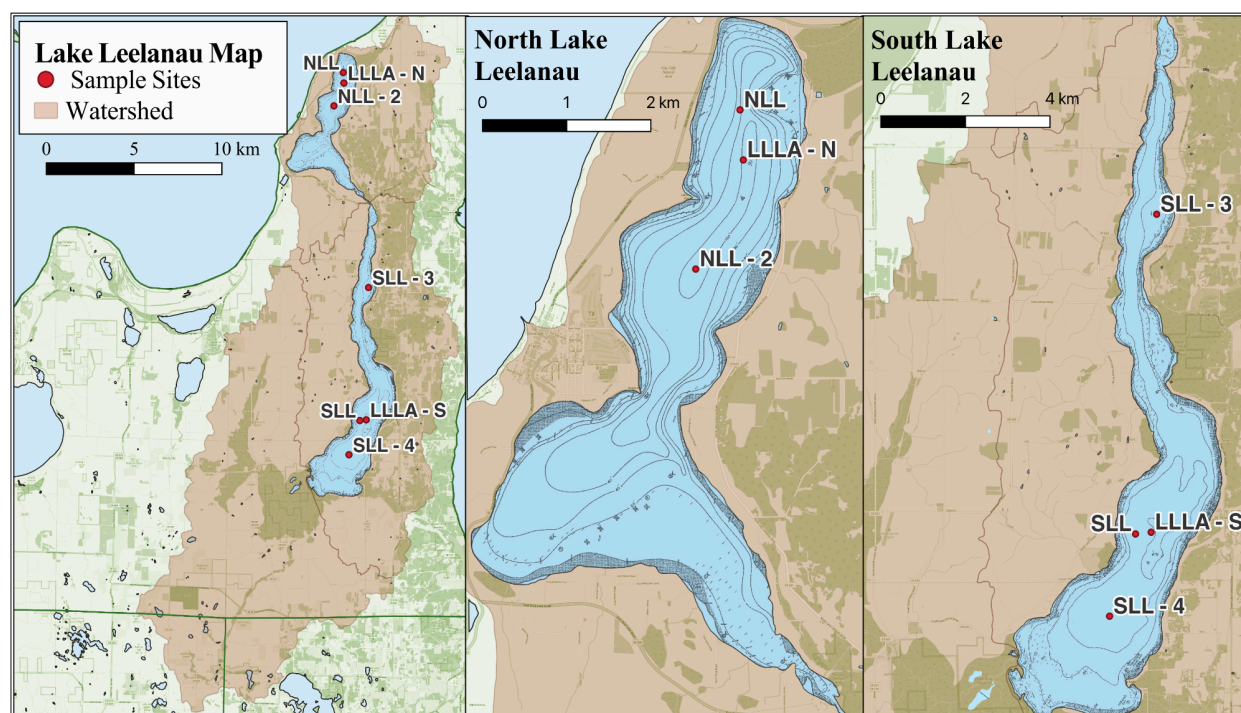 Lake Leelanau Map
Sample Sites
Watershed
0 5 10 km
NLL
LLLA - N
NLL - 2
SLL - 3
SLL LLLA - S
SLL - 4
North Lake
Leelanau
0 1 2 km
NLL
LLLA - N
NLL - 2
South Lake
Leelanau
0 2 4 km
SLL - 3
SLL LLLA - S
SLL - 4